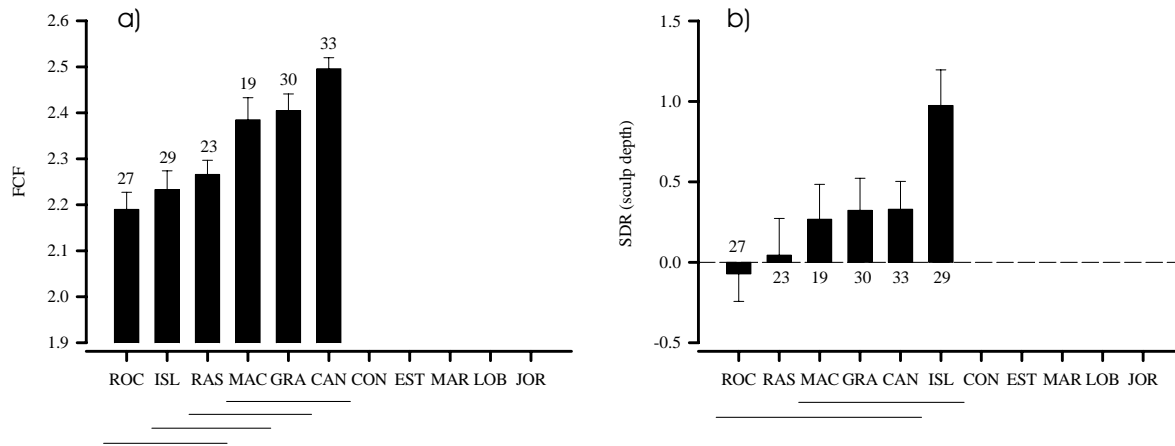 a)
2.6
2.5
2.4
2.3
2.2
2.1
2.0
1.9
FCF
27
29
23
19
30
33
ROC ISL RAS MAC GRA CAN CON EST MAR LOB JOR
b)
1.5
1.0
0.5
0.0
-0.5
SDR (sculp depth)
27
23 19 30 33 29
ROC RAS MAC GRA CAN ISL CON EST MAR LOB JOR